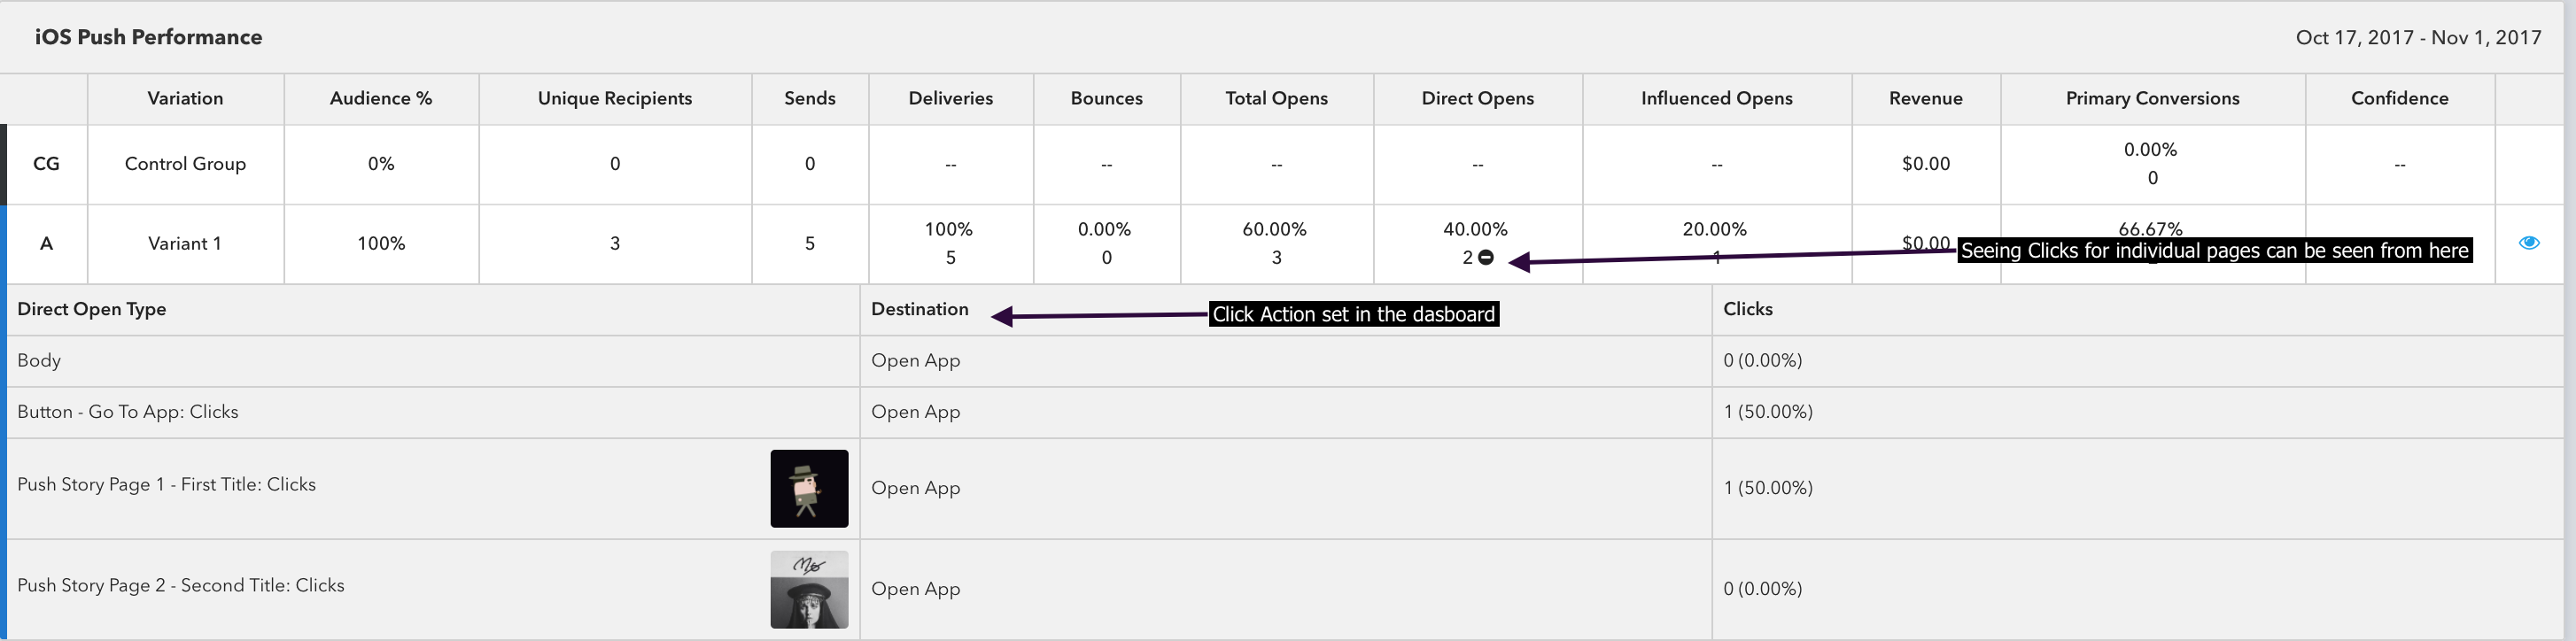 iOS Push Performance Oct 17, 2017 - Nov 1, 2017
Variation Audience % Unique Recipients Sends Deliveries Bounces Total Opens Direct Opens Influenced Opens Revenue Primary Conversions Confidence
CG Control Group 0% 0 0 -- -- -- -- -- $0.00 0.00% --
0
A Variant 1 100% 3 5 100% 0.00% 60.00% 40.00% 20.00% $0.00 66.67%
5 0 3 2 1
Seeing Clicks for individual pages can be seen from here
Direct Open Type Destination Clicks
Click Action set in the dasboard
Body Open App 0 (0.00%)
Button - Go To App: Clicks Open App 1 (50.00%)
Push Story Page 1 - First Title: Clicks Open App 1 (50.00%)
Push Story Page 2 - Second Title: Clicks Open App 0 (0.00%)